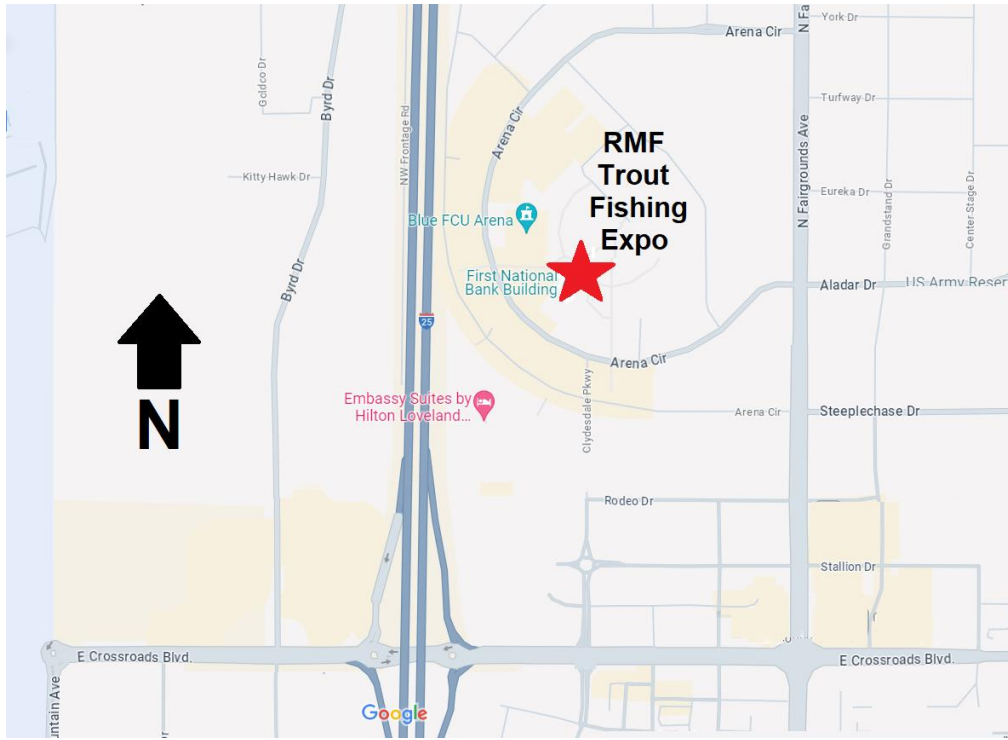 York Dr
Arena Cir
N Fa
Goldco Dr
Byrd Dr
NW Frontage Rd
Turfway Dr
Arena Cir
RMF
Trout
Fishing
Expo
N Fairgrounds Ave
Kitty Hawk Dr
Eureka Dr
Grandstand Dr
Center Stage Dr
Blue FCU Arena
First National
Bank Building
Byrd Dr
Aladar Dr
US Army Reser
25
Arena Cir
N
Embassy Suites by
Hilton Loveland...
Clydesdale Pkwy
Arena Cir
Steeplechase Dr
Rodeo Dr
Stallion Dr
E Crossroads Blvd.
E Crossroads Blvd.
untain Ave
Google